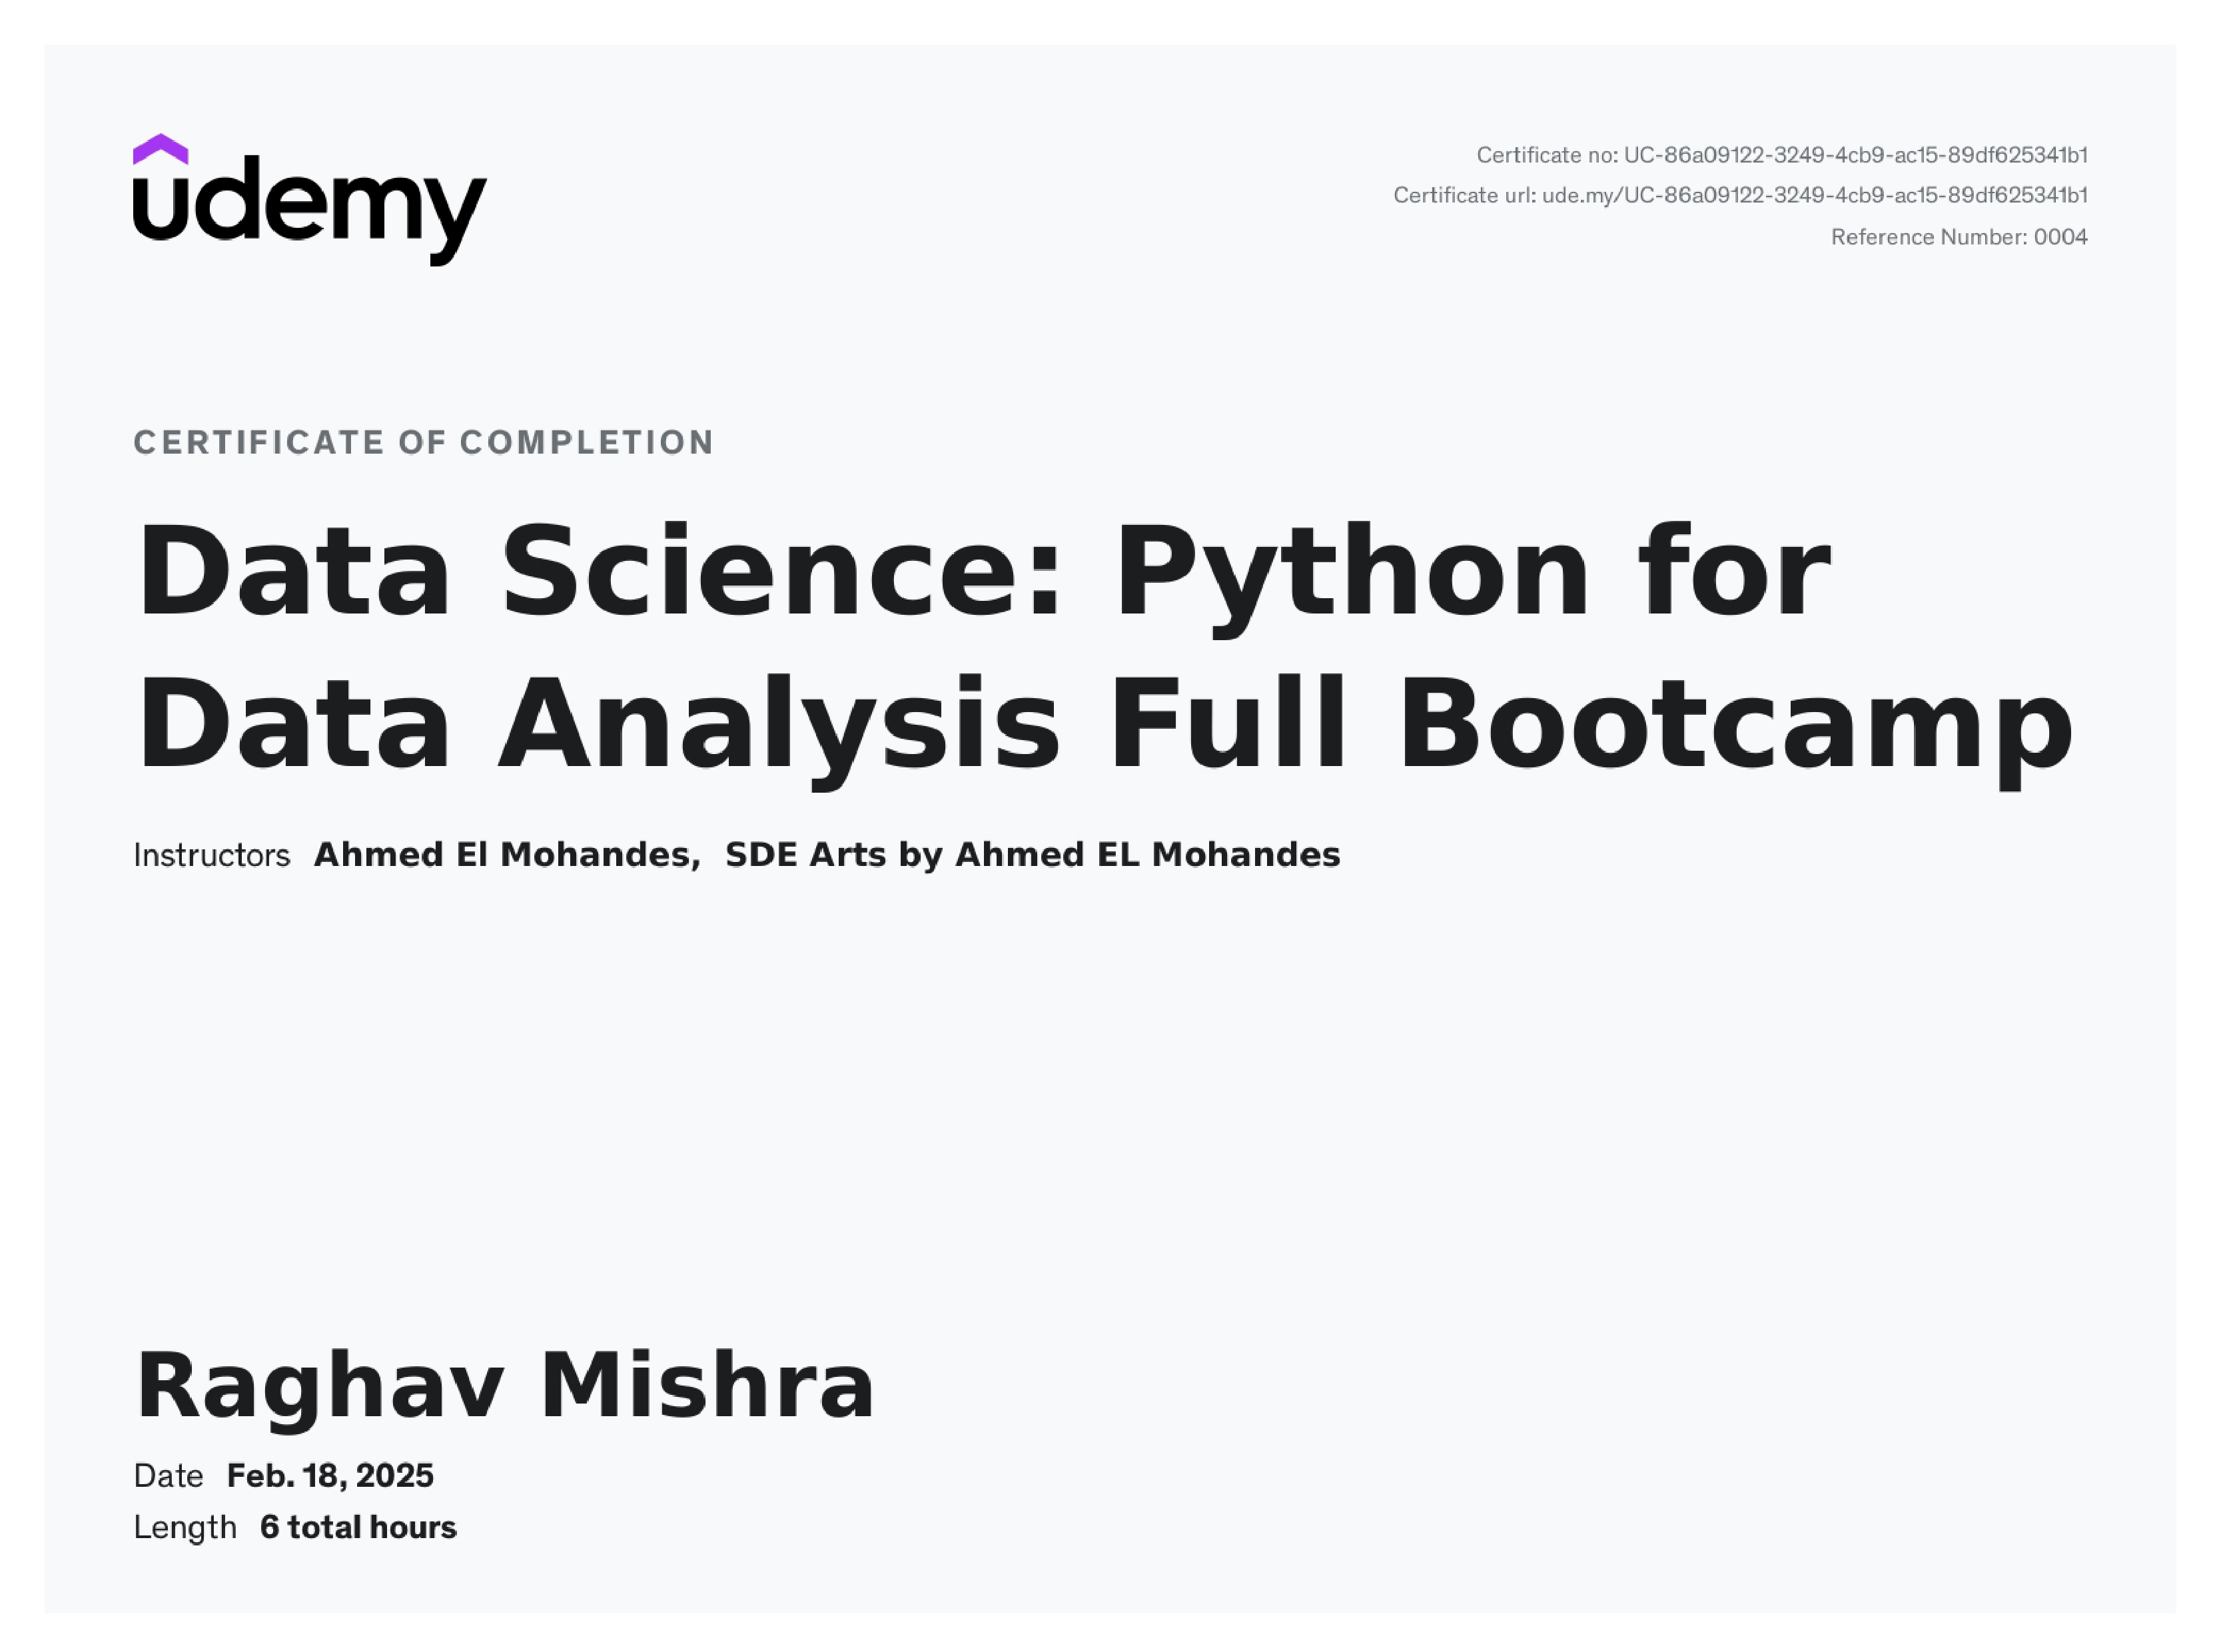 udemy
Certificate no: UC-86a09122-3249-4cb9-ac15-89df625341b1
Certificate url: ude.my/UC-86a09122-3249-4cb9-ac15-89df625341b1
Reference Number: 0004
CERTIFICATE OF COMPLETION
Data Science: Python for
Data Analysis Full Bootcamp
Instructors Ahmed El Mohandes, SDE Arts by Ahmed EL Mohandes
Raghav Mishra
Date Feb. 18, 2025
Length 6 total hours